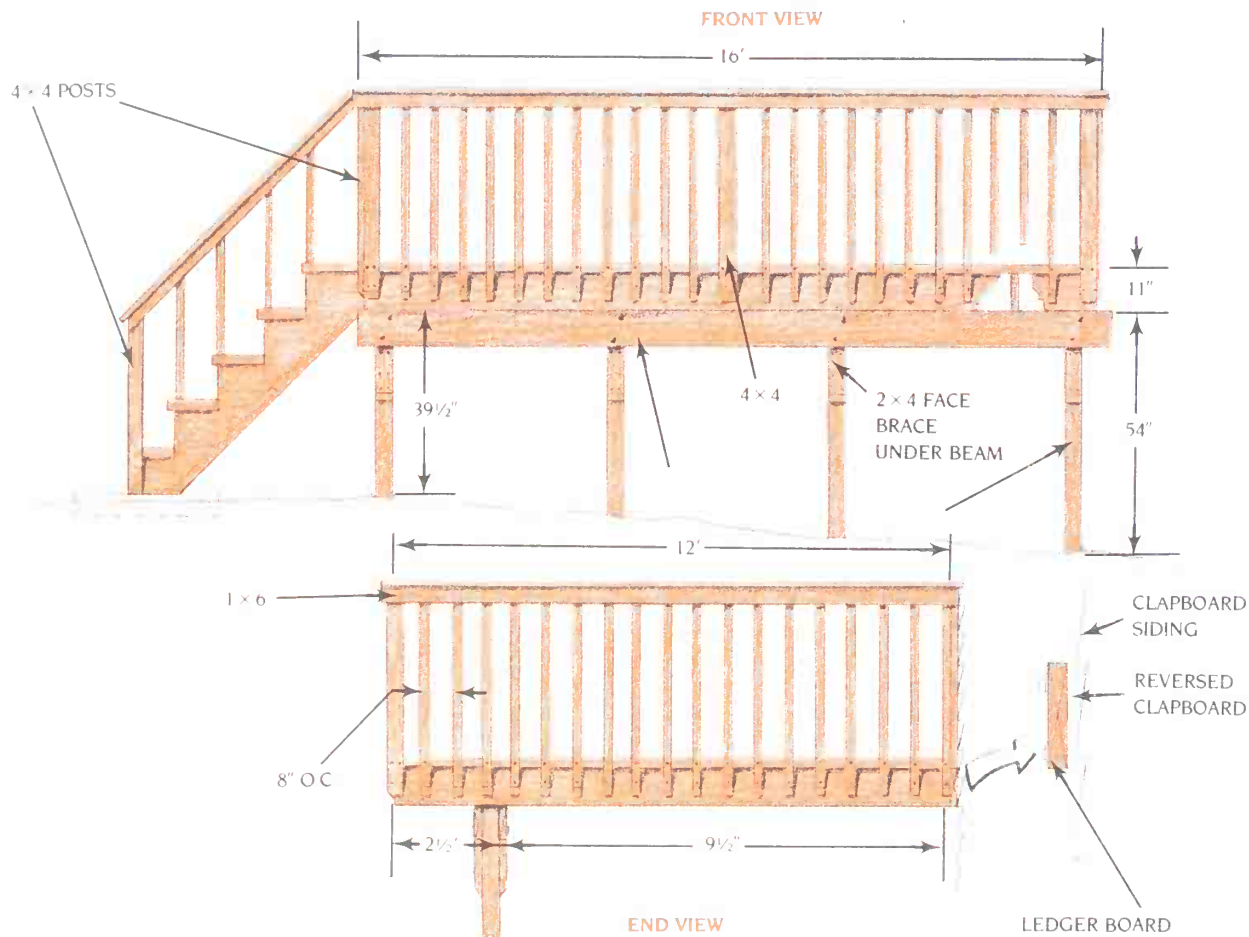 FRONT VIEW
16'
4 × 4 POSTS
11"
39½"
4 × 4
2 × 4 FACE
BRACE
UNDER BEAM
54"
12'
1 × 6
CLAPBOARD
SIDING
REVERSED
CLAPBOARD
8" O C
2½'
9½"
END VIEW
LEDGER BOARD